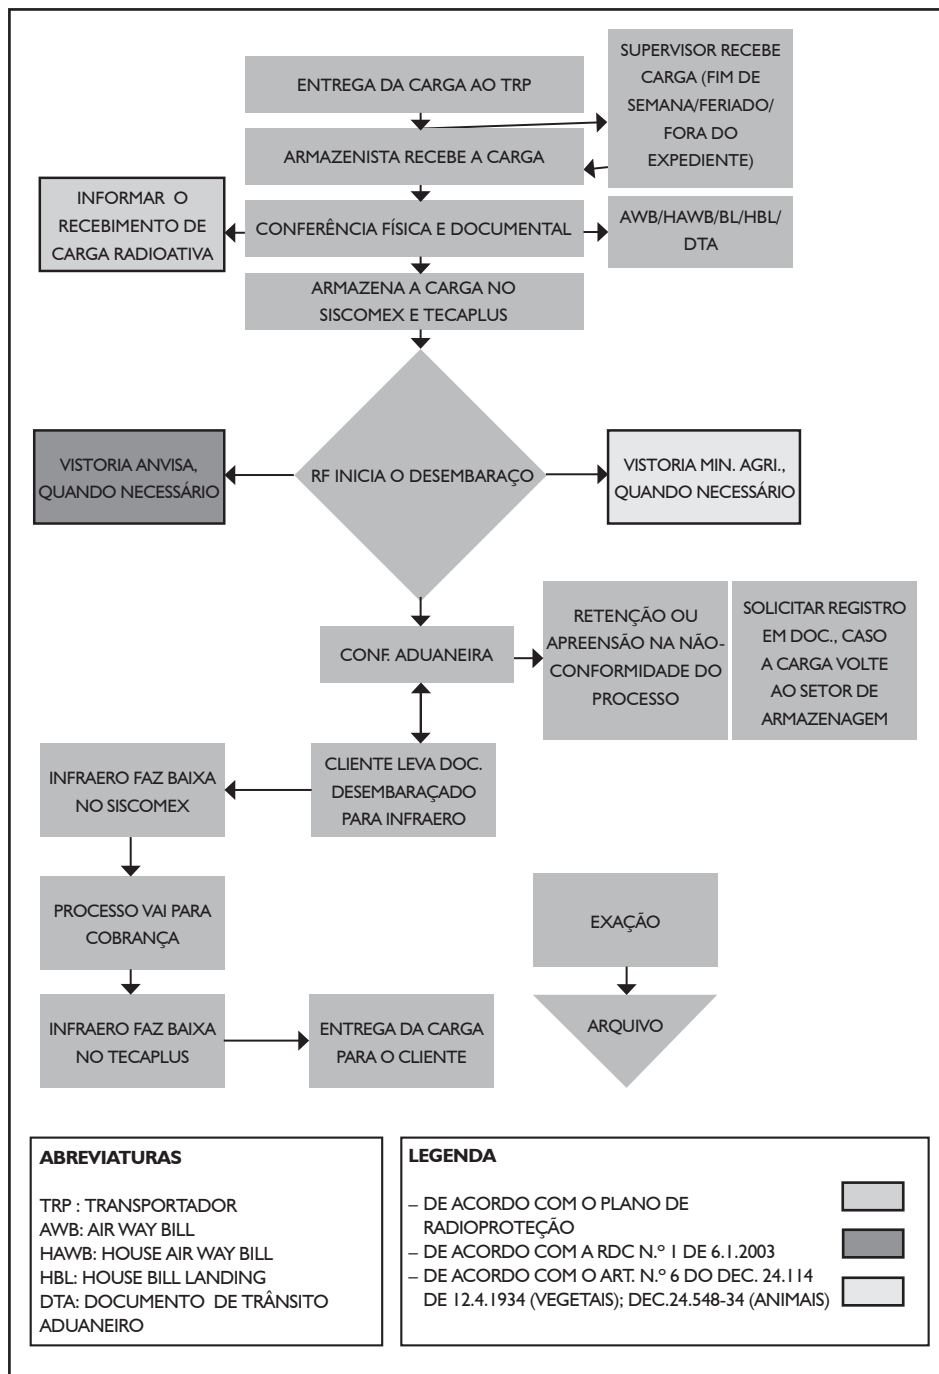 ENTREGA DA CARGA AO TRP
SUPERVISOR RECEBE
CARGA (FIM DE
SEMANA/FERIADO/
FORA DO
EXPEDIENTE)
ARMAZENISTA RECEBE A CARGA
INFORMAR O
RECEBIMENTO DE
CARGA RADIOATIVA
CONFERÊNCIA FÍSICA E DOCUMENTAL
AWB/HAWB/BL/HBL/
DTA
ARMAZENA A CARGA NO
SISCOMEX E TECAPLUS
VISTORIA ANVISA,
QUANDO NECESSÁRIO
RF INICIA O DESEMBARAÇO
VISTORIA MIN. AGRI.,
QUANDO NECESSÁRIO
CONF. ADUANEIRA
RETENÇÃO OU
APREENSÃO NA NÃO-
CONFORMIDADE DO
PROCESSO
SOLICITAR REGISTRO
EM DOC., CASO
A CARGA VOLTE
AO SETOR DE
ARMAZENAGEM
INFRAERO FAZ BAIXA
NO SISCOMEX
CLIENTE LEVA DOC.
DESEMBARAÇADO
PARA INFRAERO
PROCESSO VAI PARA
COBRANÇA
EXAÇÃO
INFRAERO FAZ BAIXA
NO TECAPLUS
ENTREGA DA CARGA
PARA O CLIENTE
ARQUIVO
ABREVIATURAS
TRP : TRANSPORTADOR
AWB: AIR WAY BILL
HAWB: HOUSE AIR WAY BILL
HBL: HOUSE BILL LANDING
DTA: DOCUMENTO DE TRÂNSITO
ADUANEIRO
LEGENDA
– DE ACORDO COM O PLANO DE
RADIOPROTEÇÃO
– DE ACORDO COM A RDC N.º 1 DE 6.1.2003
– DE ACORDO COM O ART. N.º 6 DO DEC. 24.114
DE 12.4.1934 (VEGETAIS); DEC.24.548-34 (ANIMAIS)